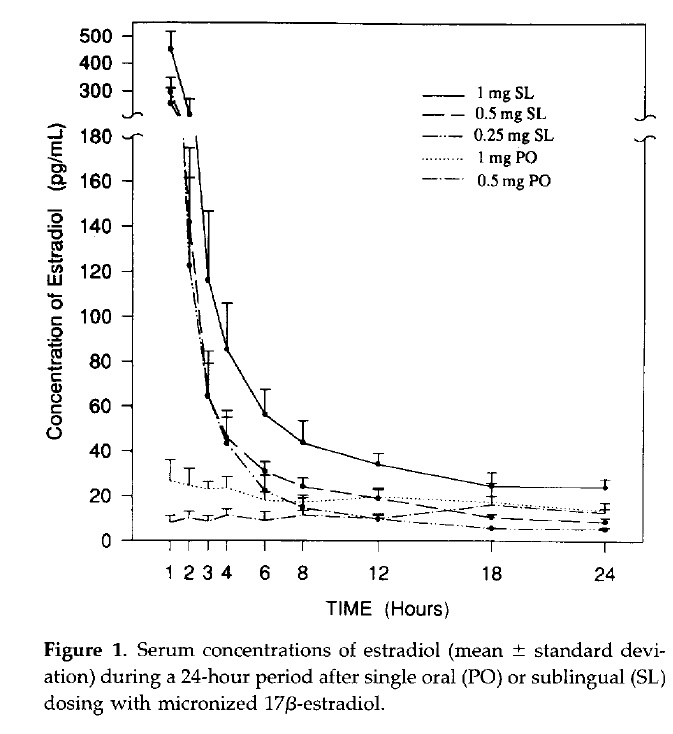 500
400
300
180
160
140
120
100
80
60
40
20
0
Concentration of Estradiol (pg/mL)
1 mg SL
0.5 mg SL
0.25 mg SL
1 mg PO
0.5 mg PO
1 2 3 4 6 8 12 18 24
TIME (Hours)
Figure 1. Serum concentrations of estradiol (mean ± standard devi-
ation) during a 24-hour period after single oral (PO) or sublingual (SL)
dosing with micronized 17β-estradiol.